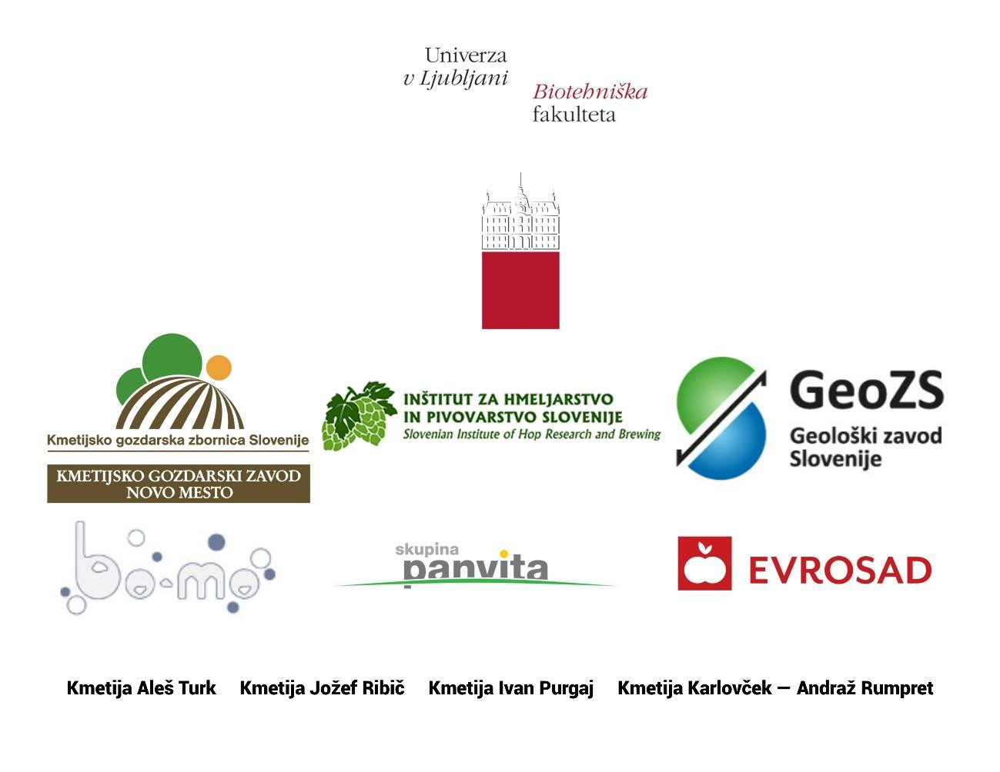 Univerza
v Ljubljani
Biotehniška
fakulteta
Kmetijsko gozdarska zbornica Slovenije
KMETIJSKO GOZDARSKI ZAVOD
NOVO MESTO
INŠTITUT ZA HMELJARSTVO
IN PIVOVARSTVO SLOVENIJE
Slovenian Institute of Hop Research and Brewing
GeoZS
Geološki zavod
Slovenije
bo-mo
skupina
panvita
EVROSAD
Kmetija Aleš Turk Kmetija Jožef Ribič Kmetija Ivan Purgaj Kmetija Karlovček — Andraž Rumpret